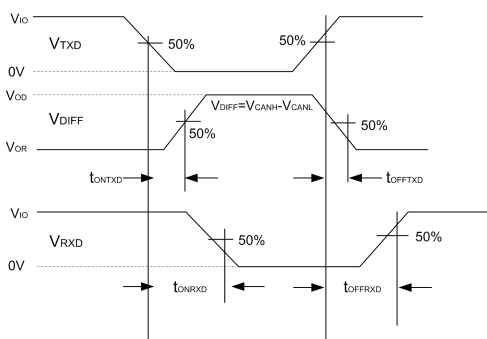 VIO
VTXD
50%
50%
0V
VOD
VDIFF
VDIFF=VCANH-VCANL
50%
50%
VOR
tONTXD
tOFFTXD
VIO
VRXD
50%
50%
0V
tONRXD
tOFFRXD